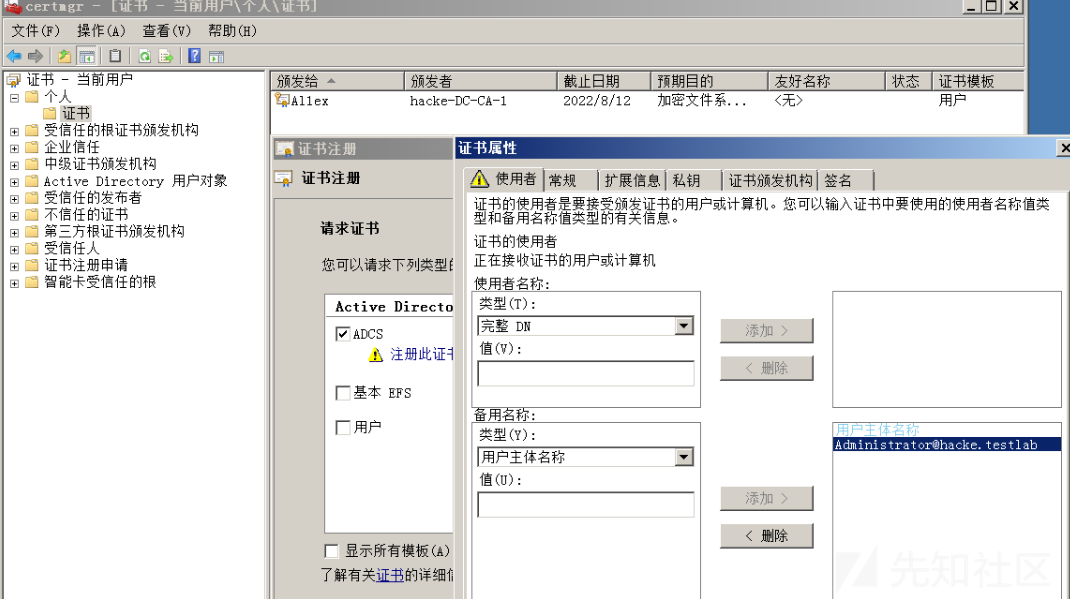 certmgr - [证书 - 当前用户\个人\证书]
文件(F) 操作(A) 查看(V) 帮助(H)
证书 - 当前用户
个人
证书
受信任的根证书颁发机构
企业信任
中级证书颁发机构
Active Directory 用户对象
受信任的发布者
不信任的证书
第三方根证书颁发机构
受信任人
证书注册申请
智能卡受信任的根
颁发给 颁发者 截止日期 预期目的 友好名称 状态 证书模板
Allex hacke-DC-CA-1 2022/8/12 加密文件系... <无> 用户
证书注册
证书注册
请求证书
您可以请求下列类型的
Active Directo
ADCS
注册此证书
基本 EFS
用户
显示所有模板(A)
了解有关证书的详细信
证书属性
使用者 常规 扩展信息 私钥 证书颁发机构 签名
证书的使用者是要接受颁发证书的用户或计算机。您可以输入证书中要使用的使用者名称值类
型和备用名称值类型的有关信息。
证书的使用者
正在接收证书的用户或计算机
使用者名称:
类型(T):
完整 DN
值(V):
添加 >
< 删除
备用名称:
类型(Y):
用户主体名称
值(U):
添加 >
< 删除
用户主体名称
Administrator@hacke.testlab
先知社区